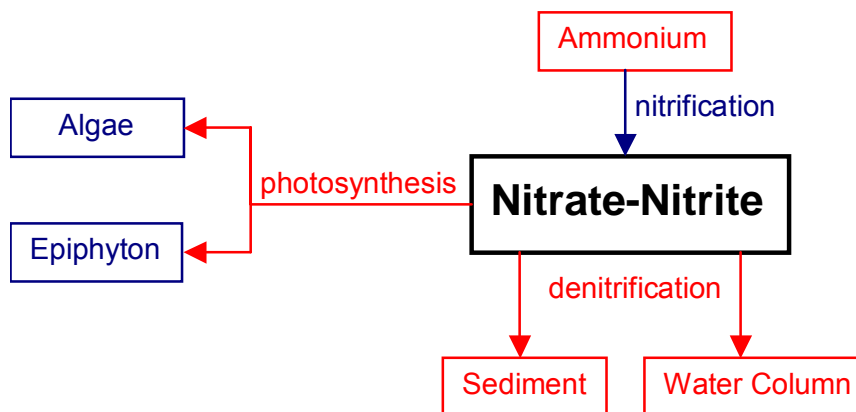 Ammonium
nitrification
Algae
photosynthesis
Nitrate-Nitrite
Epiphyton
denitrification
Sediment
Water Column